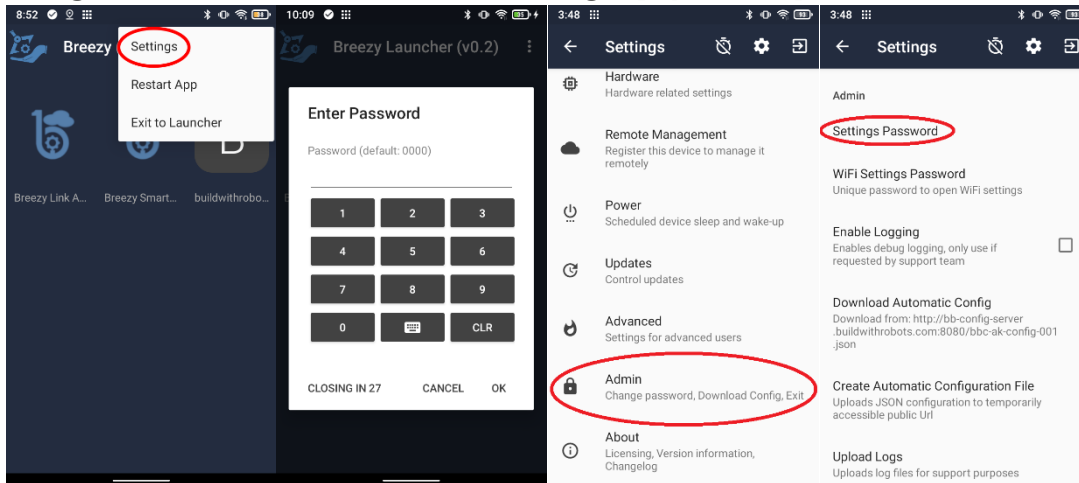 8:52
Breezy
Settings
Restart App
Exit to Launcher
Breezy Link A...
Breezy Smart...
buildwithrobo...
10:09
Breezy Launcher (v0.2)
Enter Password
Password (default: 0000)
1 2 3
4 5 6
7 8 9
0 CLR
CLOSING IN 27 CANCEL OK
3:48
93
Settings
Hardware
Hardware related settings
Remote Management
Register this device to manage it
remotely
Power
Scheduled device sleep and wake-up
Updates
Control updates
Advanced
Settings for advanced users
Admin
Change password, Download Config, Exit
About
Licensing, Version information,
Changelog
3:48
93
Settings
Admin
Settings Password
WiFi Settings Password
Unique password to open WiFi settings
Enable Logging
Enables debug logging, only use if
requested by support team
Download Automatic Config
Download from: http://bb-config-server
.buildwithrobots.com:8080/bbc-ak-config-001
.json
Create Automatic Configuration File
Uploads JSON configuration to temporarily
accessible public Url
Upload Logs
Uploads log files for support purposes